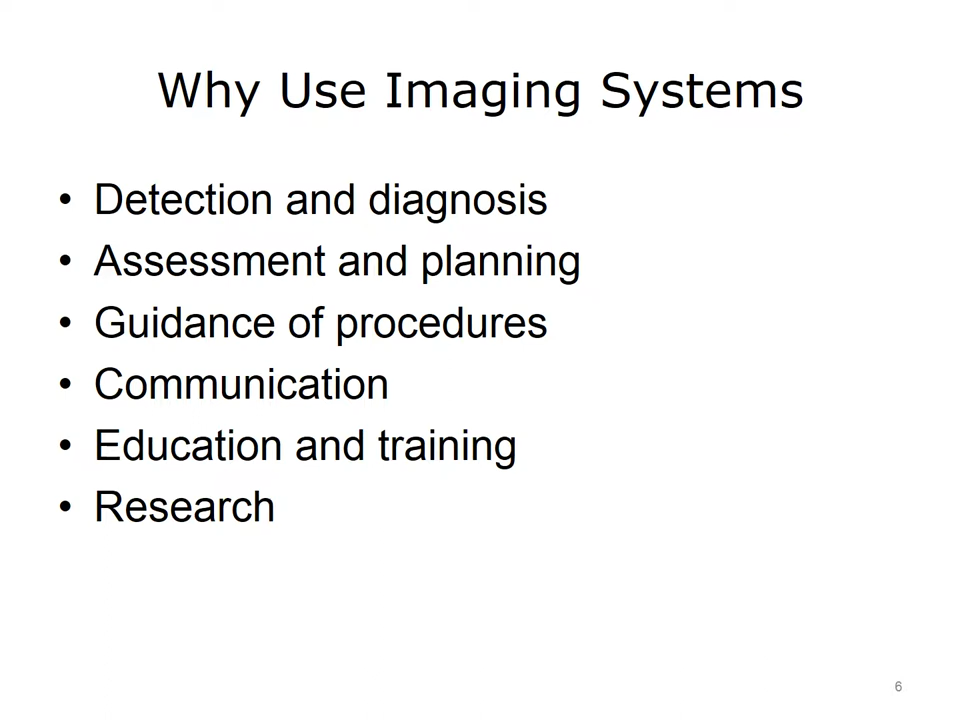 Why Use Imaging Systems
• Detection and diagnosis
• Assessment and planning
• Guidance of procedures
• Communication
• Education and training
• Research
6